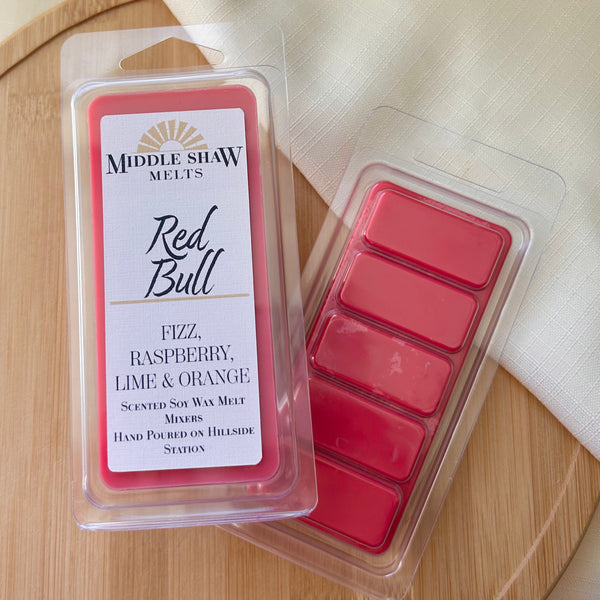 MIDDLE SHAW
MELTS
Red
Bull
FIZZ,
RASPBERRY,
LIME & ORANGE
SCENTED SOY WAX MELT
MIXERS
HAND POURED ON HILLSIDE
STATION